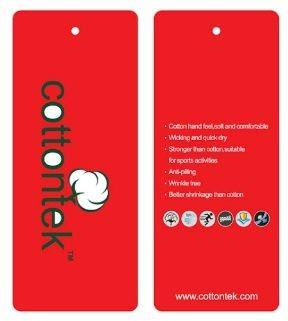 cottontek™
· Cotton hand feel,soft and comfortable
· Wicking and quick dry
· Stronger than cotton,suitable
for sports activities
· Anti-pilling
· Wrinkle free
· Better shrinkage than cotton
www.cottontek.com